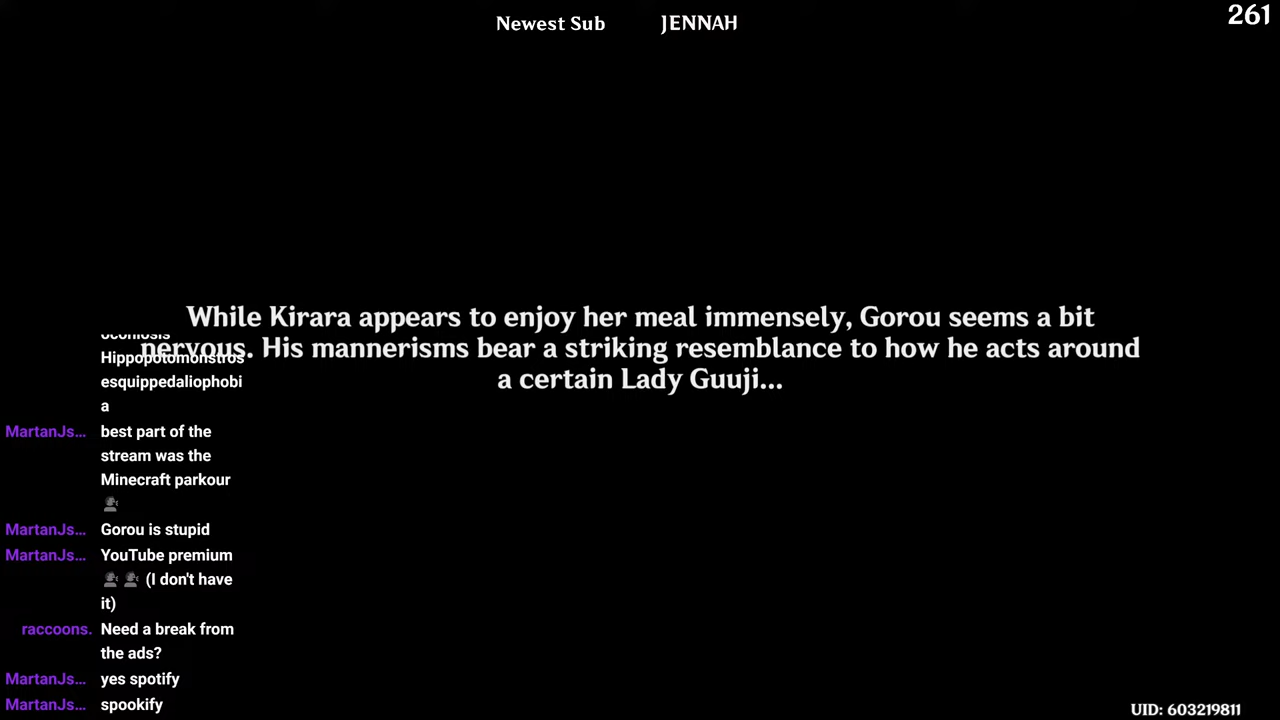 Newest Sub JENNAH
261
While Kirara appears to enjoy her meal immensely, Gorou seems a bit
nervous. His mannerisms bear a striking resemblance to how he acts around
a certain Lady Guuji...
oconiosis
Hippopotomonstros
esquippedaliophobi
a
MartanJs... best part of the
stream was the
Minecraft parkour
MartanJs... Gorou is stupid
MartanJs... YouTube premium
(I don't have
it)
raccoons. Need a break from
the ads?
MartanJs... yes spotify
MartanJs... spookify
UID: 603219811